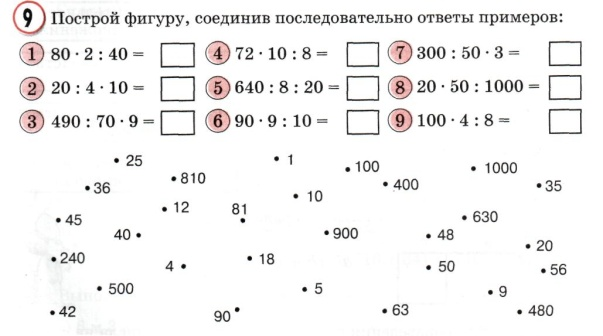 9 Построй фигуру, соединив последовательно ответы примеров:
1 80 · 2 : 40 = 4 72 · 10 : 8 = 7 300 : 50 · 3 =
2 20 : 4 · 10 = 5 640 : 8 : 20 = 8 20 · 50 : 1000 =
3 490 : 70 · 9 = 6 90 · 9 : 10 = 9 100 · 4 : 8 =
25 1 100 1000
36 810 10 400 35
45 12 81 630
40 900 48 20
240 4 18 50 56
500 5 9
42 90 63 480